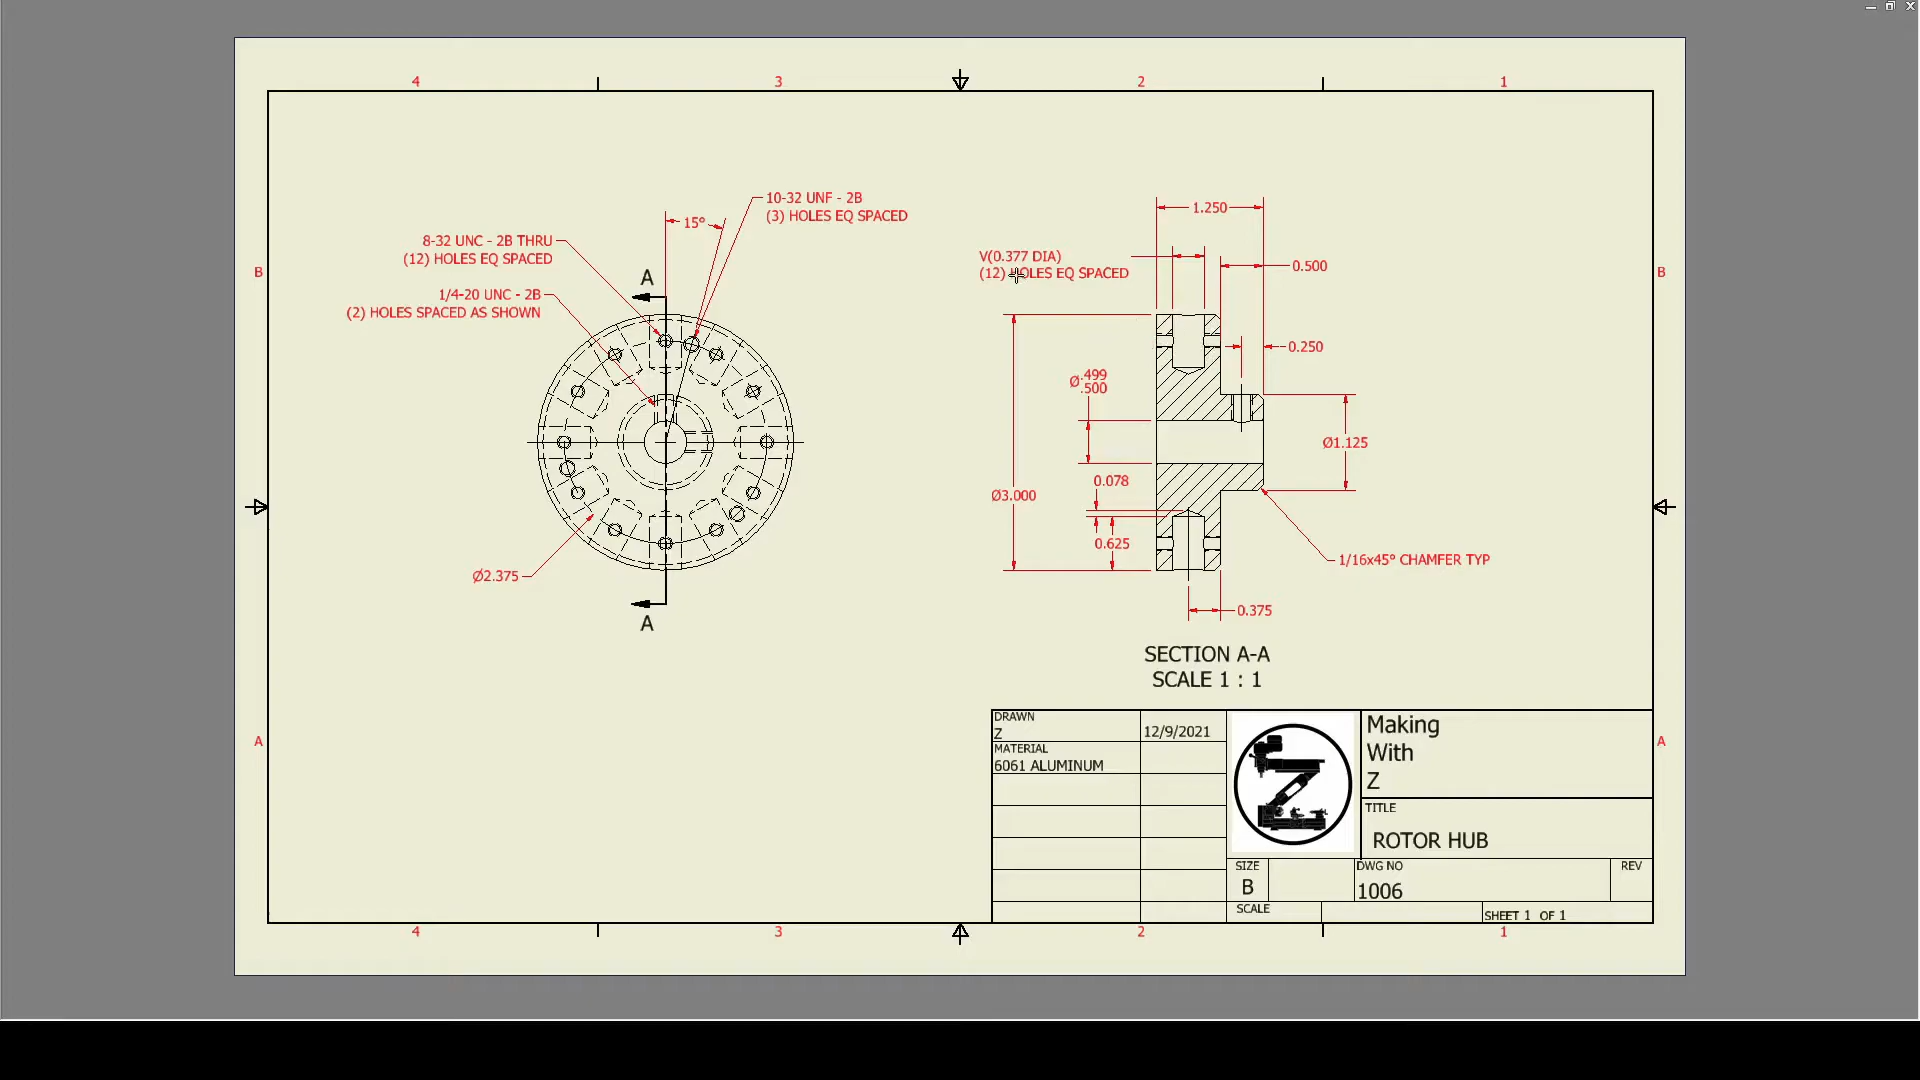 4 3 2 1
10-32 UNF - 2B
(3) HOLES EQ SPACED
15°
8-32 UNC - 2B THRU
(12) HOLES EQ SPACED
1/4-20 UNC - 2B
(2) HOLES SPACED AS SHOWN
A
Ø2.375
A
1.250
V(0.377 DIA)
(12) HOLES EQ SPACED
0.500
0.250
Ø.499
.500
Ø1.125
0.078
Ø3.000
0.625
1/16x45° CHAMFER TYP
0.375
SECTION A-A
SCALE 1 : 1
B B
A A
DRAWN
Z
12/9/2021
MATERIAL
6061 ALUMINUM
Making
With
Z
TITLE
ROTOR HUB
SIZE
B
DWG NO
1006
REV
SCALE
SHEET 1 OF 1
4 3 2 1